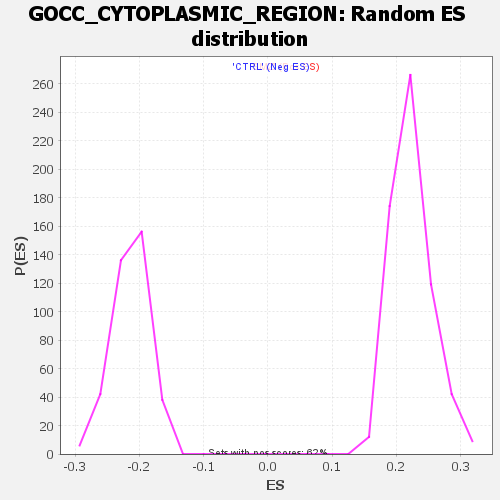 GOCC_CYTOPLASMIC_REGION: Random ES
distribution
'CTRL' (Neg ES)S)
260
240
220
200
180
160
140
120
100
80
60
40
20
0
P(ES)
Sets with pos scores: 62%
-0.3 -0.2 -0.1 0.0 0.1 0.2 0.3
ES